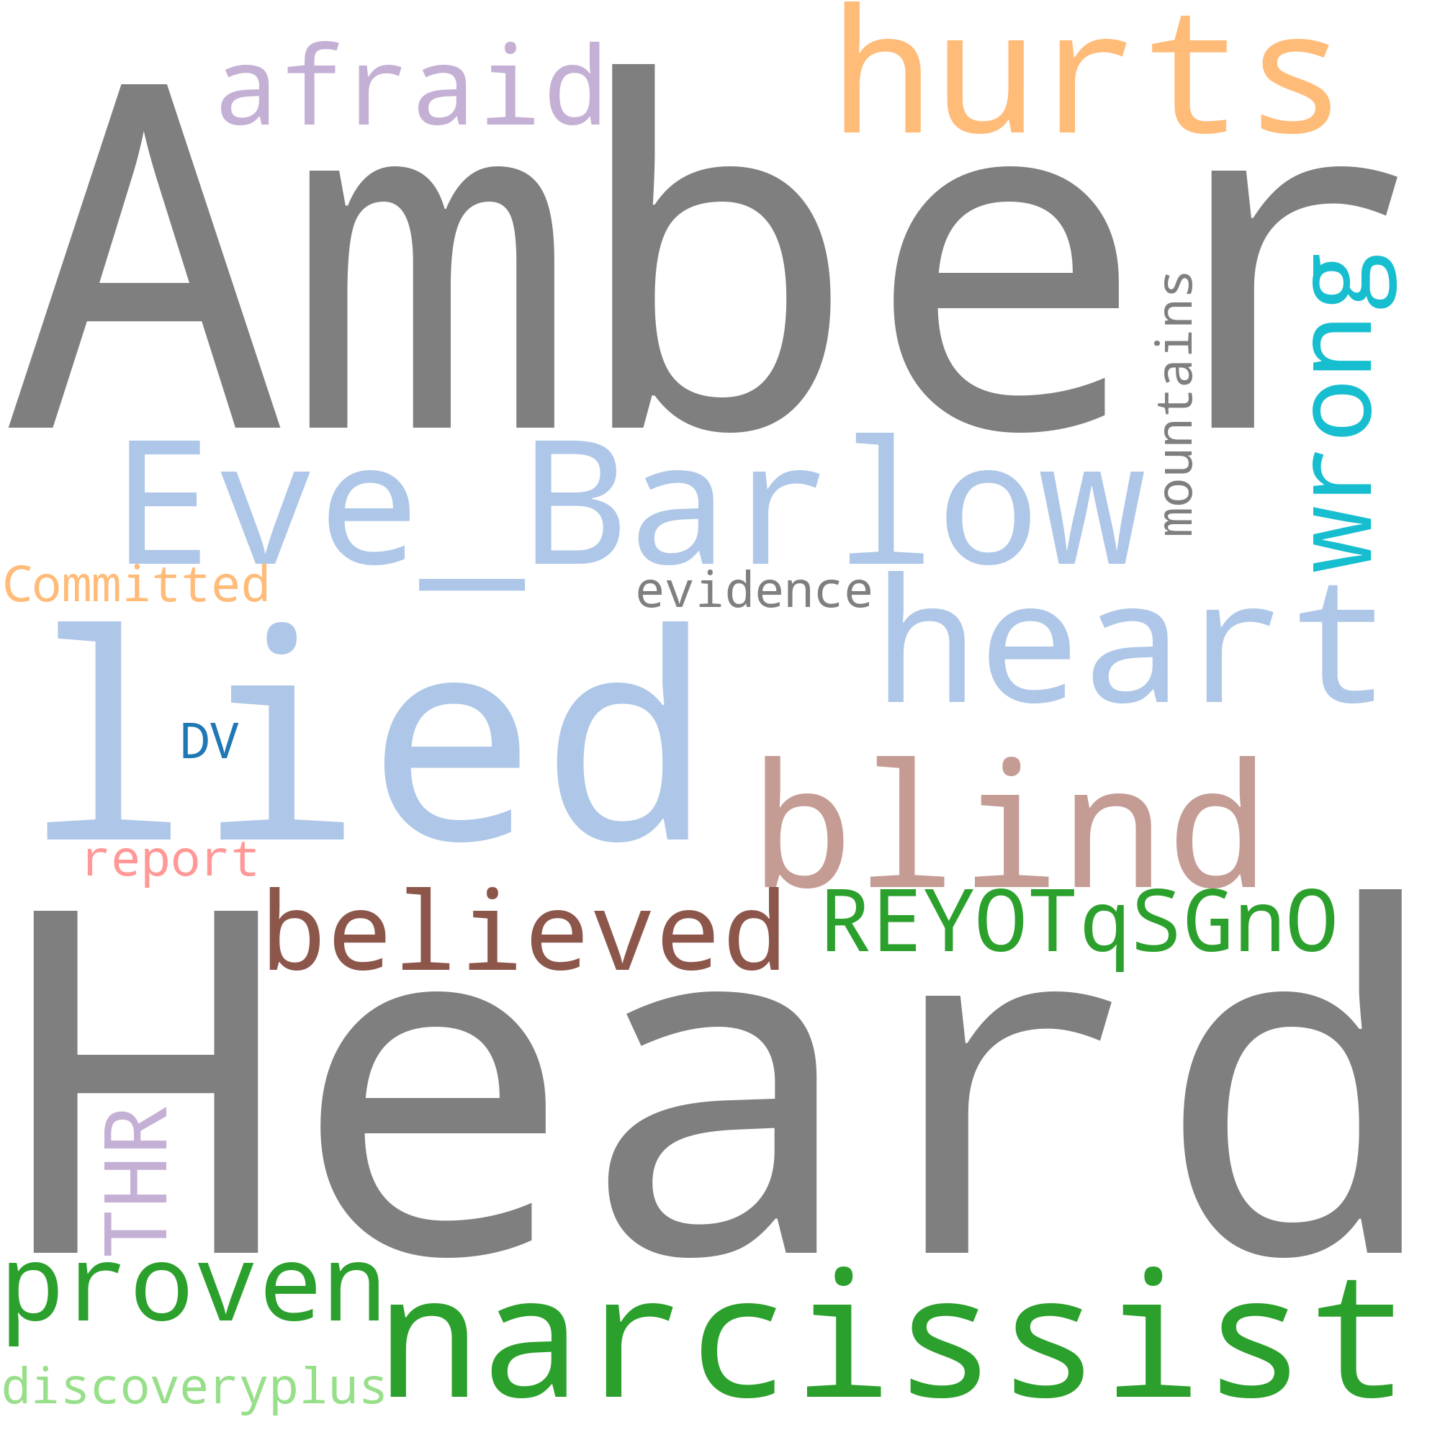 hurts
afraid
Amber
mountains
wrong
Eve_Barlow
Committed
evidence
heart
lied
DV
blind
report
believed
REYOTqSGnO
Heard
THR
proven
narcissist
discoveryplus